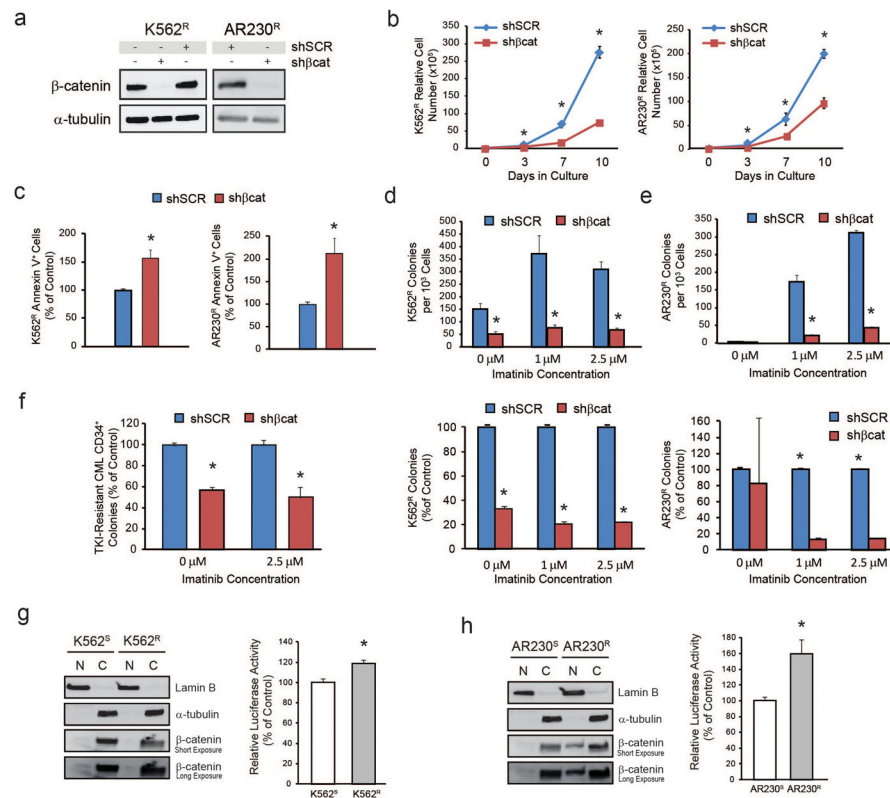 a
K562ᴿ AR230ᴿ
- - + + - shSCR
- + - - + shβcat
β-catenin
α-tubulin
b
shSCR
shβcat
K562ᴿ Relative Cell
Number (x10⁵)
350
300
250
200
150
100
50
0
* * *
0 3 7 10
Days in Culture
shSCR
shβcat
AR230ᴿ Relative Cell
Number (x10⁵)
250
200
150
100
50
0
* * *
0 3 7 10
Days in Culture
c
shSCR shβcat
K562ᴿ Annexin V⁺ Cells
(% of Control)
200
150
100
50
0
*
AR230ᴿ Annexin V⁺ Cells
(% of Control)
250
200
150
100
50
0
*
d
shSCR shβcat
K562ᴿ Colonies
per 10³ Cells
500
450
400
350
300
250
200
150
100
50
0
* * *
0 µM 1 µM 2.5 µM
Imatinib Concentration
shSCR shβcat
K562ᴿ Colonies
(%of Control)
100
80
60
40
20
0
* * *
0 µM 1 µM 2.5 µM
Imatinib Concentration
e
shSCR shβcat
AR230ᴿ Colonies
per 10³ Cells
350
300
250
200
150
100
50
0
* *
0 µM 1 µM 2.5 µM
Imatinib Concentration
shSCR
shβcat
AR230ᴿ Colonies
(% of Control)
200
180
160
140
120
100
80
60
40
20
0
* *
0 µM 1 µM 2.5 µM
Imatinib Concentration
f
shSCR shβcat
TKI-Resistant CML CD34⁺
Colonies (% of Control)
140
120
100
80
60
40
20
0
* *
0 µM 2.5 µM
Imatinib Concentration
g
K562ˢ K562ᴿ
N C N C
Lamin B
α-tubulin
β-catenin
Short Exposure
β-catenin
Long Exposure
Relative Luciferase Activity
(% of Control)
140
120
100
80
60
40
20
0
*
K562ˢ K562ᴿ
h
AR230ˢ AR230ᴿ
N C N C
Lamin B
α-tubulin
β-catenin
Short Exposure
β-catenin
Long Exposure
Relative Luciferase Activity
(% of Control)
180
160
140
120
100
80
60
40
20
0
*
AR230ˢ AR230ᴿ